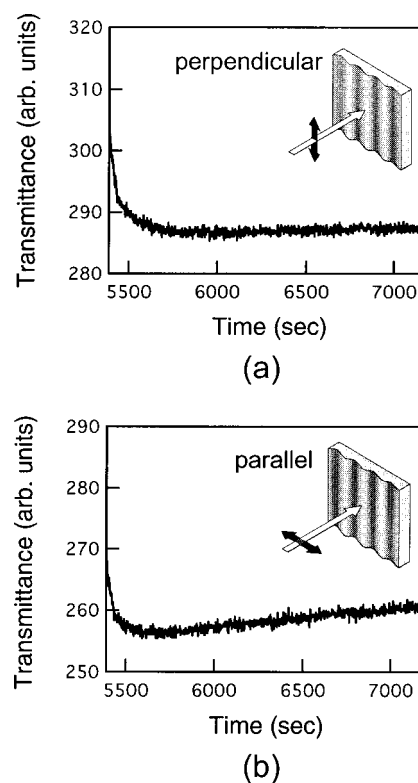 320
310
300
290
280
Transmittance (arb. units)
perpendicular
5500 6000 6500 7000
Time (sec)
(a)
290
280
270
260
250
Transmittance (arb. units)
parallel
5500 6000 6500 7000
Time (sec)
(b)